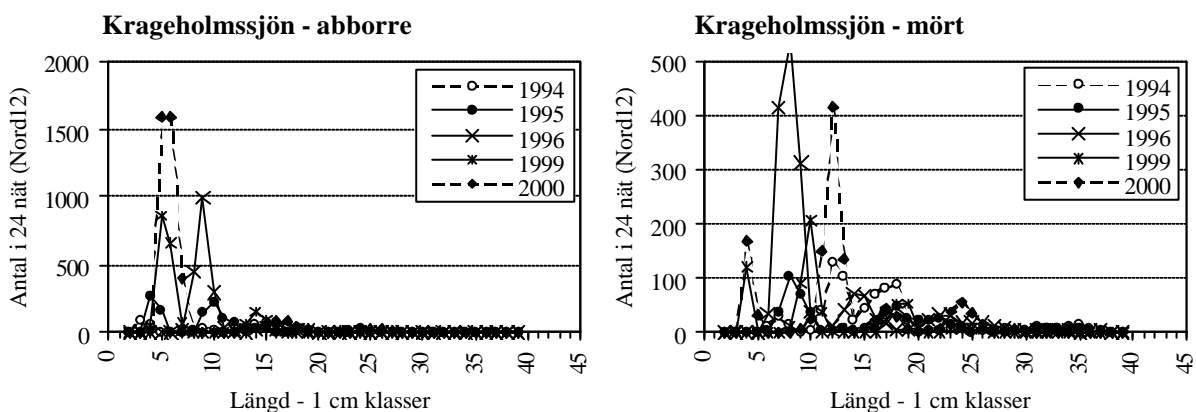 Krageholmssjön - abborre
Antal i 24 nät (Nord12)
2000
1500
1000
500
0
1994
1995
1996
1999
2000
0 5 10 15 20 25 30 35 40 45
Längd - 1 cm klasser
Krageholmssjön - mört
Antal i 24 nät (Nord12)
500
400
300
200
100
0
1994
1995
1996
1999
2000
0 5 10 15 20 25 30 35 40 45
Längd - 1 cm klasser